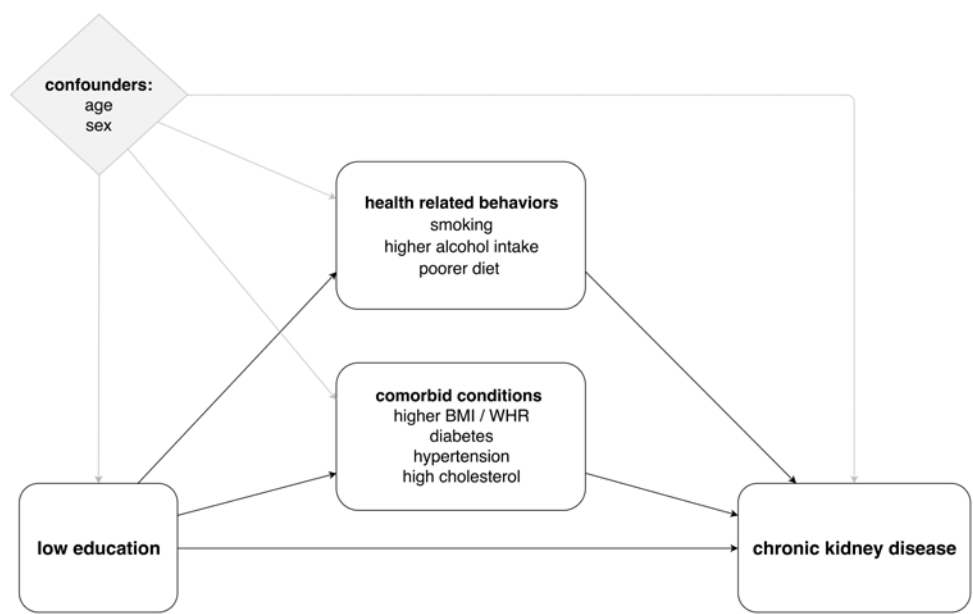 confounders:
age
sex
health related behaviors
smoking
higher alcohol intake
poorer diet
comorbid conditions
higher BMI / WHR
diabetes
hypertension
high cholesterol
low education
chronic kidney disease